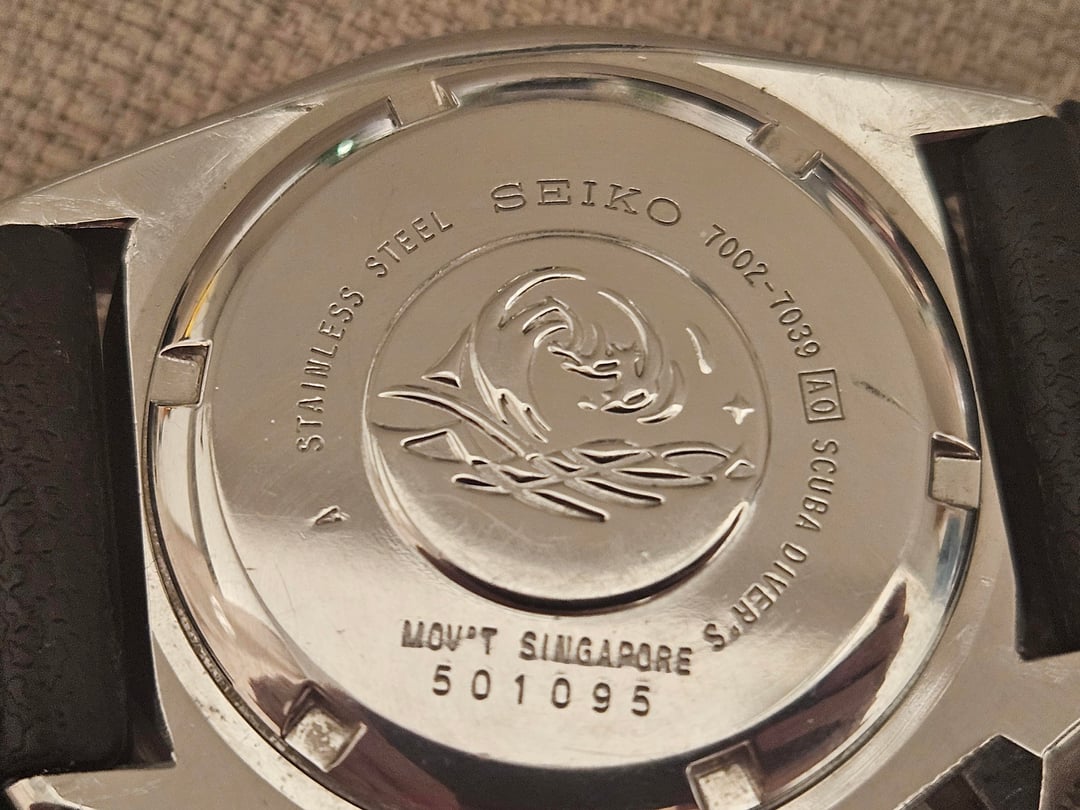 STAINLESS STEEL
SEIKO
7002-7039 A0 SCUBA DIVER'S
MOV'T SINGAPORE
501095